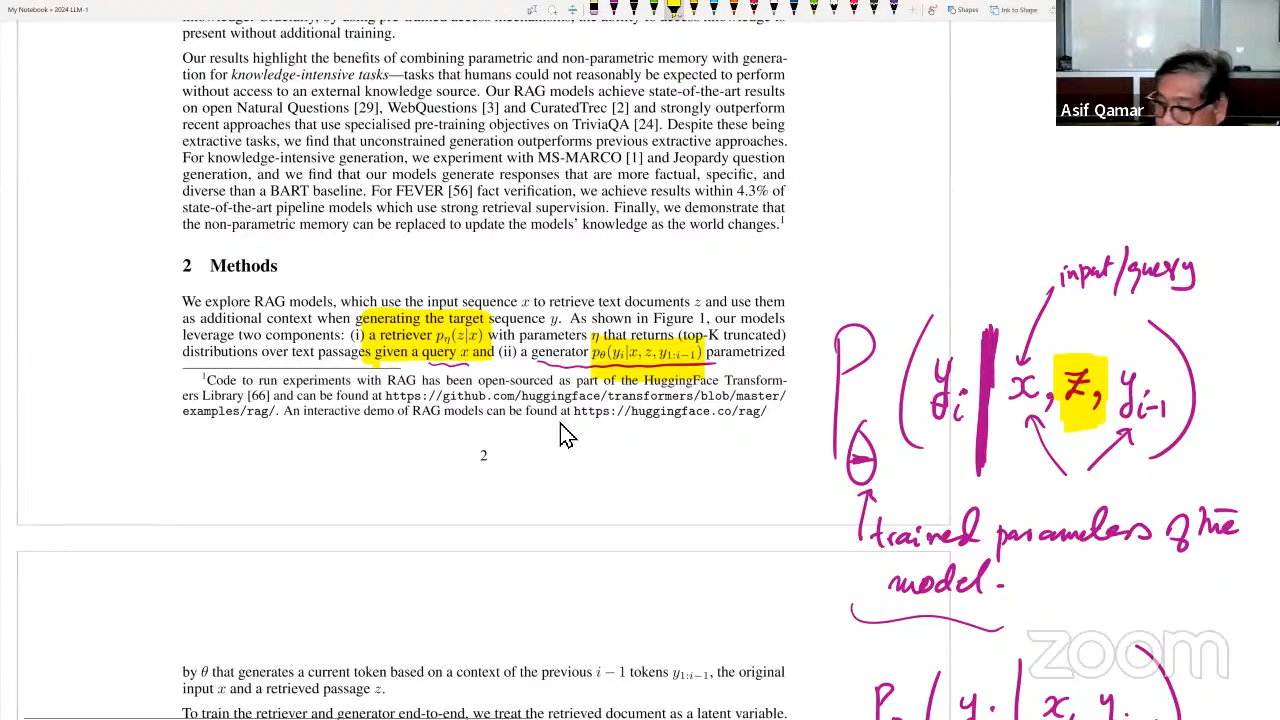 My Notebook » 2024 LLM-1
Shapes
Ink to Shape
present without additional training.
Our results highlight the benefits of combining parametric and non-parametric memory with genera-
tion for knowledge-intensive tasks—tasks that humans could not reasonably be expected to perform
without access to an external knowledge source. Our RAG models achieve state-of-the-art results
on open Natural Questions [29], WebQuestions [3] and CuratedTrec [2] and strongly outperform
recent approaches that use specialised pre-training objectives on TriviaQA [24]. Despite these being
extractive tasks, we find that unconstrained generation outperforms previous extractive approaches.
For knowledge-intensive generation, we experiment with MS-MARCO [1] and Jeopardy question
generation, and we find that our models generate responses that are more factual, specific, and
diverse than a BART baseline. For FEVER [56] fact verification, we achieve results within 4.3% of
state-of-the-art pipeline models which use strong retrieval supervision. Finally, we demonstrate that
the non-parametric memory can be replaced to update the models' knowledge as the world changes.¹
2 Methods
We explore RAG models, which use the input sequence x to retrieve text documents z and use them
as additional context when generating the target sequence y. As shown in Figure 1, our models
leverage two components: (i) a retriever pη(z|x) with parameters η that returns (top-K truncated)
distributions over text passages given a query x and (ii) a generator pθ(yi|x, z, y1:i−1) parametrized
¹Code to run experiments with RAG has been open-sourced as part of the HuggingFace Transform-
ers Library [66] and can be found at https://github.com/huggingface/transformers/blob/master/
examples/rag/. An interactive demo of RAG models can be found at https://huggingface.co/rag/
2
by θ that generates a current token based on a context of the previous i − 1 tokens y1:i−1, the original
input x and a retrieved passage z.
To train the retriever and generator end-to-end, we treat the retrieved document as a latent variable.
Asif Qamar
input/query
Pθ(yi | x, z, yi-1)
trained parameters of the
model.
zoom